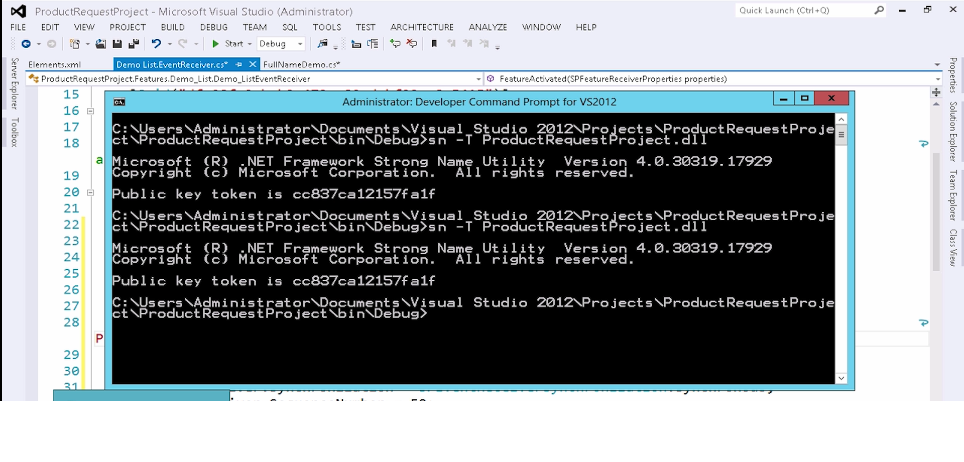 ProductRequestProject - Microsoft Visual Studio (Administrator)
Quick Launch (Ctrl+Q)
FILE EDIT VIEW PROJECT BUILD DEBUG TEAM SQL TOOLS TEST ARCHITECTURE ANALYZE WINDOW HELP
Start Debug
Elements.xml Demo List.EventReceiver.cs* FullNameDemo.cs*
ProductRequestProject.Features.Demo_List.Demo_ListEventReceiver FeatureActivated(SPFeatureReceiverProperties properties)
Server Explorer
Toolbox
Properties
Solution Explorer
Team Explorer
Class View
15
16
17
18
a
19
20
21
22
23
24
25
26
27
28
P
29
30
31
Administrator: Developer Command Prompt for VS2012
C:\Users\Administrator\Documents\Visual Studio 2012\Projects\ProductRequestProje
ct\ProductRequestProject\bin\Debug>sn -T ProductRequestProject.dll
Microsoft (R) .NET Framework Strong Name Utility  Version 4.0.30319.17929
Copyright (c) Microsoft Corporation.  All rights reserved.
Public key token is cc837ca12157fa1f
C:\Users\Administrator\Documents\Visual Studio 2012\Projects\ProductRequestProje
ct\ProductRequestProject\bin\Debug>sn -T ProductRequestProject.dll
Microsoft (R) .NET Framework Strong Name Utility  Version 4.0.30319.17929
Copyright (c) Microsoft Corporation.  All rights reserved.
Public key token is cc837ca12157fa1f
C:\Users\Administrator\Documents\Visual Studio 2012\Projects\ProductRequestProje
ct\ProductRequestProject\bin\Debug>